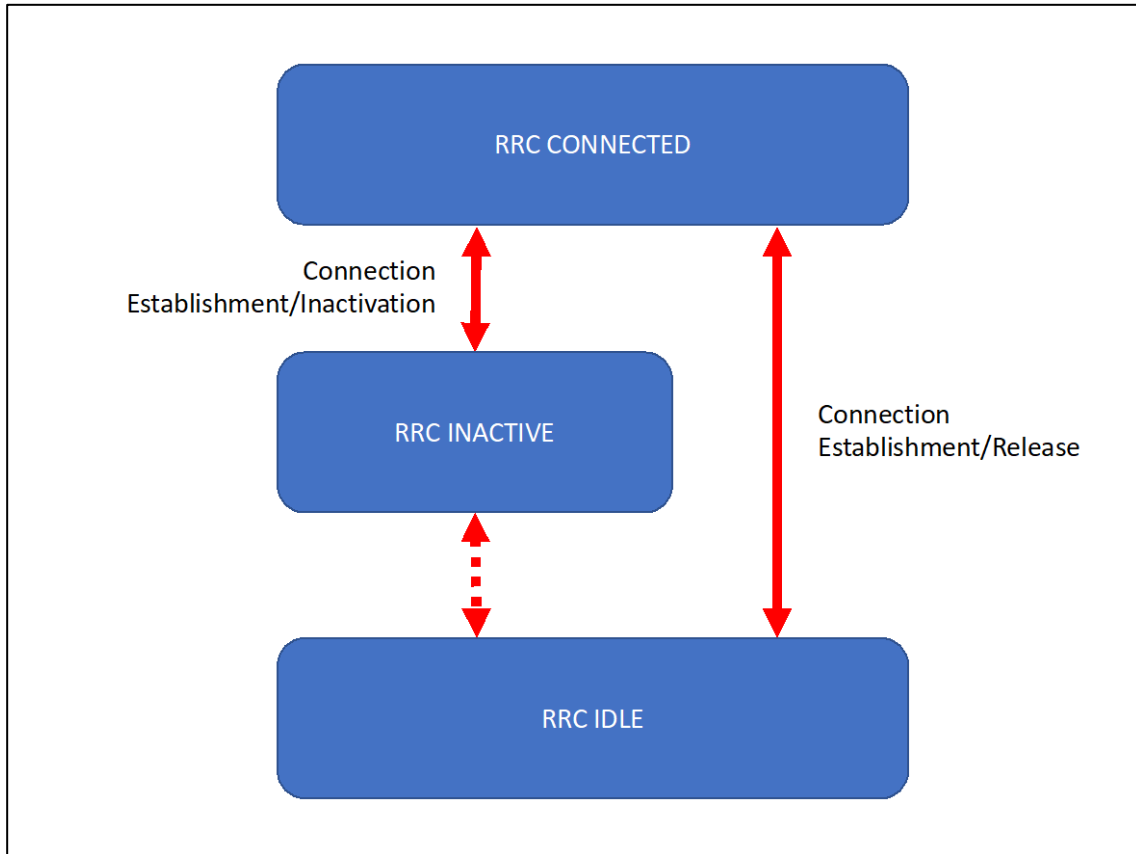 RRC CONNECTED
Connection
Establishment/Inactivation
RRC INACTIVE
Connection
Establishment/Release
RRC IDLE